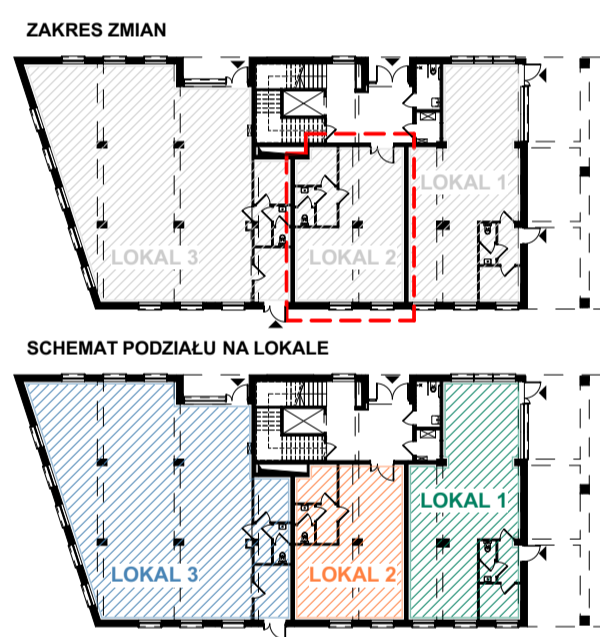 ZAKRES ZMIAN
LOKAL 1
LOKAL 3
LOKAL 2
SCHEMAT PODZIAŁU NA LOKALE
LOKAL 1
LOKAL 3
LOKAL 2